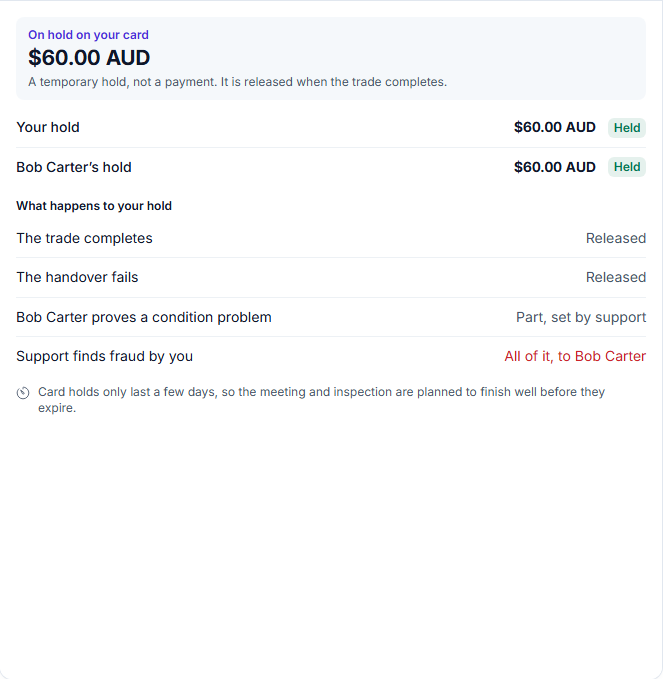 On hold on your card
$60.00 AUD
A temporary hold, not a payment. It is released when the trade completes.
Your hold $60.00 AUD Held
Bob Carter’s hold $60.00 AUD Held
What happens to your hold
The trade completes Released
The handover fails Released
Bob Carter proves a condition problem Part, set by support
Support finds fraud by you All of it, to Bob Carter
Card holds only last a few days, so the meeting and inspection are planned to finish well before they
expire.